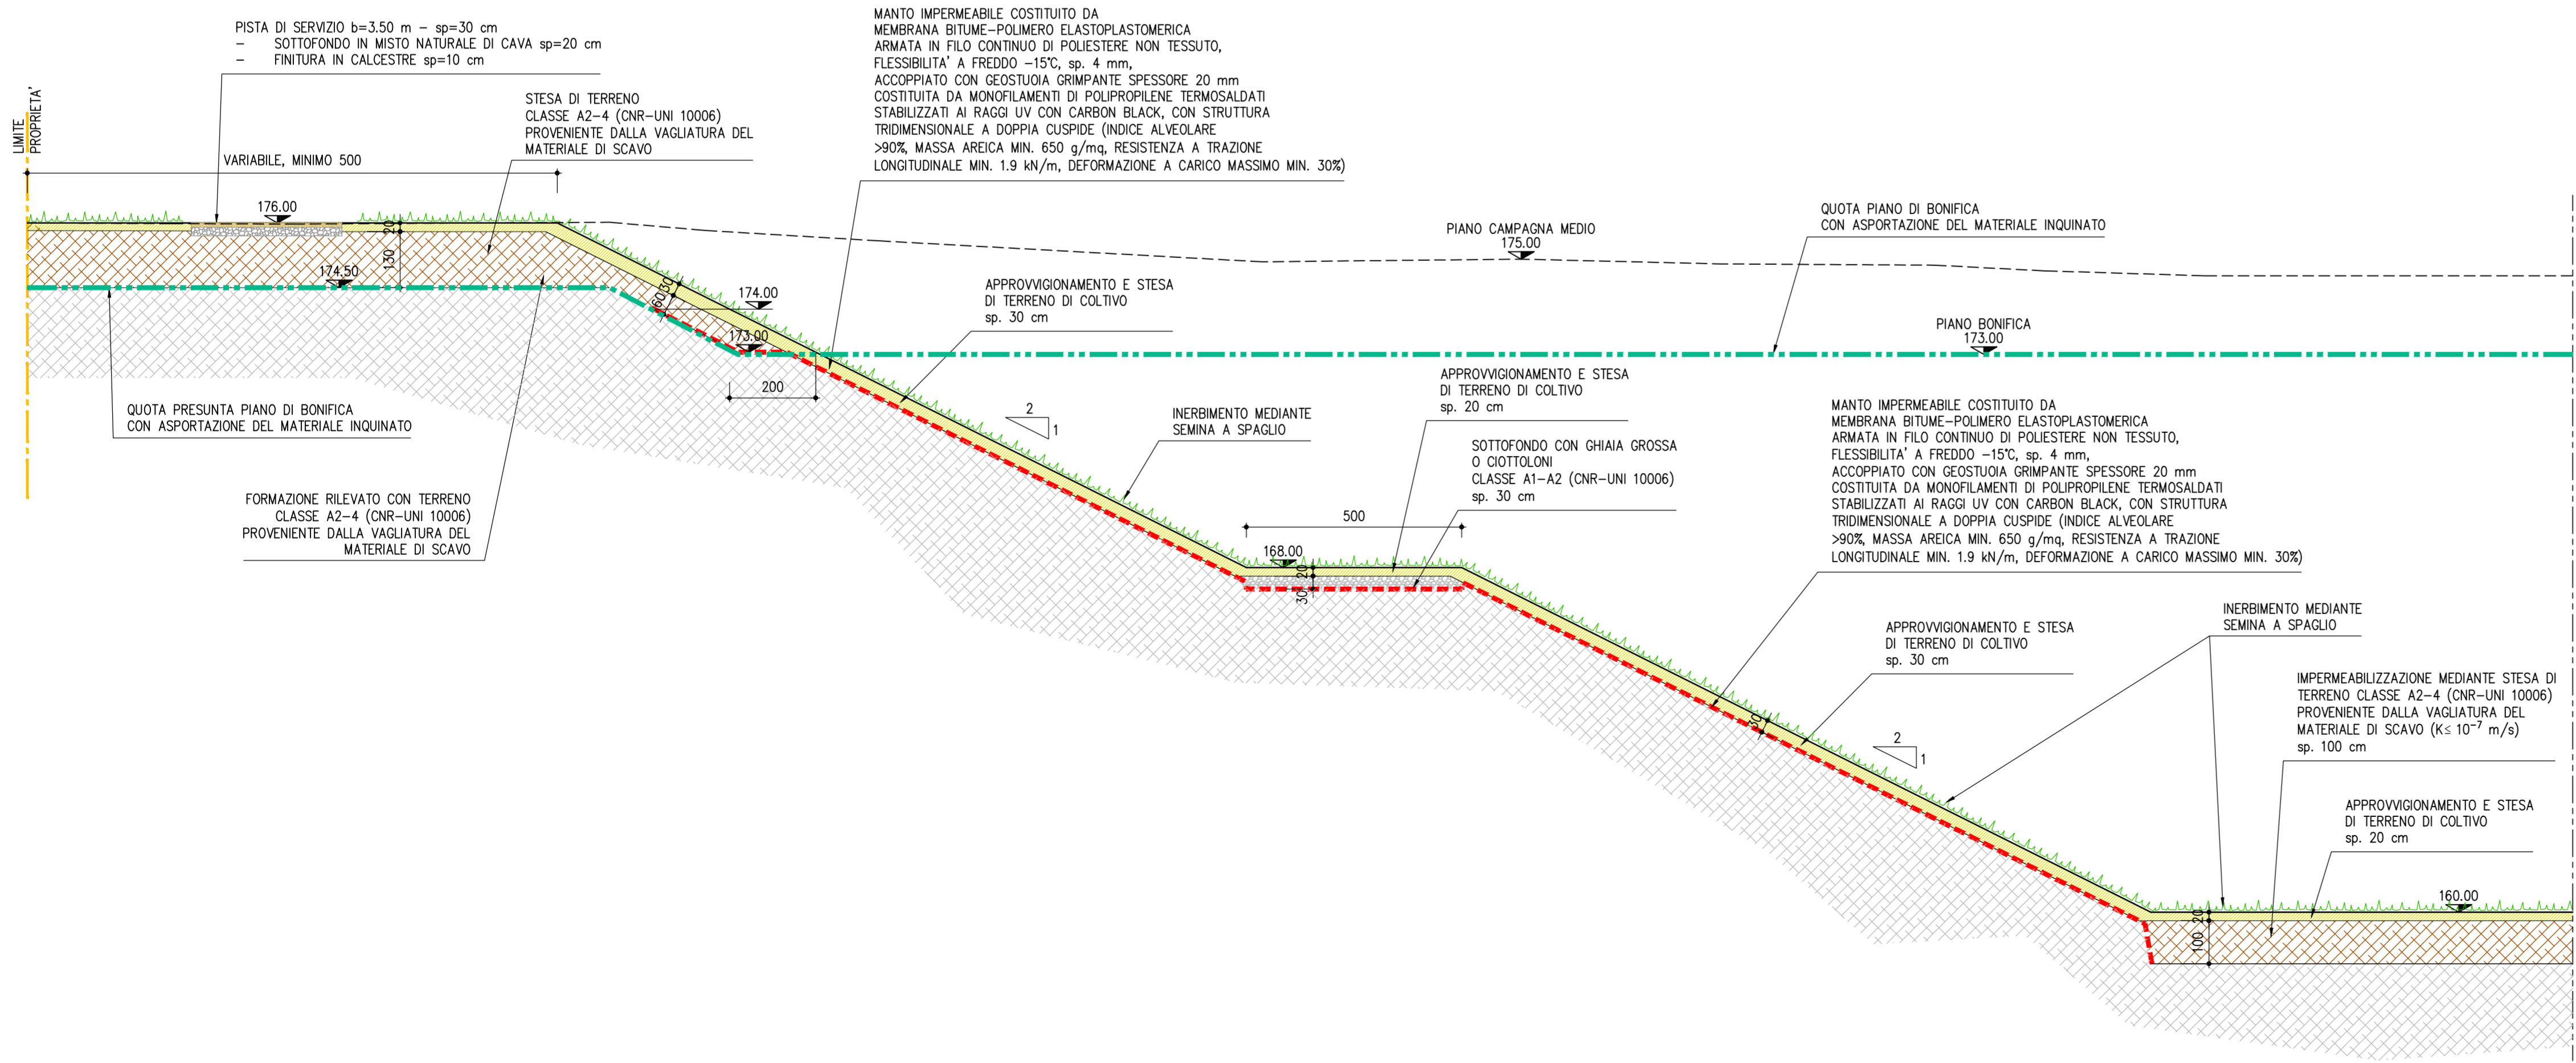 PISTA DI SERVIZIO b=3.50 m – sp=30 cm
– SOTTOFONDO IN MISTO NATURALE DI CAVA sp=20 cm
– FINITURA IN CALCESTRE sp=10 cm
LIMITE
PROPRIETA'
VARIABILE, MINIMO 500
STESA DI TERRENO
CLASSE A2-4 (CNR-UNI 10006)
PROVENIENTE DALLA VAGLIATURA DEL
MATERIALE DI SCAVO
MANTO IMPERMEABILE COSTITUITO DA
MEMBRANA BITUME-POLIMERO ELASTOPLASTOMERICA
ARMATA IN FILO CONTINUO DI POLIESTERE NON TESSUTO,
FLESSIBILITA' A FREDDO -15°C, sp. 4 mm,
ACCOPPIATO CON GEOSTUOIA GRIMPANTE SPESSORE 20 mm
COSTITUITA DA MONOFILAMENTI DI POLIPROPILENE TERMOSALDATI
STABILIZZATI AI RAGGI UV CON CARBON BLACK, CON STRUTTURA
TRIDIMENSIONALE A DOPPIA CUSPIDE (INDICE ALVEOLARE
>90%, MASSA AREICA MIN. 650 g/mq, RESISTENZA A TRAZIONE
LONGITUDINALE MIN. 1.9 kN/m, DEFORMAZIONE A CARICO MASSIMO MIN. 30%)
176.00
20
130
174.50
60
30
174.00
173.00
200
QUOTA PRESUNTA PIANO DI BONIFICA
CON ASPORTAZIONE DEL MATERIALE INQUINATO
FORMAZIONE RILEVATO CON TERRENO
CLASSE A2-4 (CNR-UNI 10006)
PROVENIENTE DALLA VAGLIATURA DEL
MATERIALE DI SCAVO
APPROVVIGIONAMENTO E STESA
DI TERRENO DI COLTIVO
sp. 30 cm
PIANO CAMPAGNA MEDIO
175.00
QUOTA PIANO DI BONIFICA
CON ASPORTAZIONE DEL MATERIALE INQUINATO
PIANO BONIFICA
173.00
2
1
INERBIMENTO MEDIANTE
SEMINA A SPAGLIO
APPROVVIGIONAMENTO E STESA
DI TERRENO DI COLTIVO
sp. 20 cm
SOTTOFONDO CON GHIAIA GROSSA
O CIOTTOLONI
CLASSE A1-A2 (CNR-UNI 10006)
sp. 30 cm
500
168.00
20
30
MANTO IMPERMEABILE COSTITUITO DA
MEMBRANA BITUME-POLIMERO ELASTOPLASTOMERICA
ARMATA IN FILO CONTINUO DI POLIESTERE NON TESSUTO,
FLESSIBILITA' A FREDDO -15°C, sp. 4 mm,
ACCOPPIATO CON GEOSTUOIA GRIMPANTE SPESSORE 20 mm
COSTITUITA DA MONOFILAMENTI DI POLIPROPILENE TERMOSALDATI
STABILIZZATI AI RAGGI UV CON CARBON BLACK, CON STRUTTURA
TRIDIMENSIONALE A DOPPIA CUSPIDE (INDICE ALVEOLARE
>90%, MASSA AREICA MIN. 650 g/mq, RESISTENZA A TRAZIONE
LONGITUDINALE MIN. 1.9 kN/m, DEFORMAZIONE A CARICO MASSIMO MIN. 30%)
30
2
1
APPROVVIGIONAMENTO E STESA
DI TERRENO DI COLTIVO
sp. 30 cm
INERBIMENTO MEDIANTE
SEMINA A SPAGLIO
IMPERMEABILIZZAZIONE MEDIANTE STESA DI
TERRENO CLASSE A2-4 (CNR-UNI 10006)
PROVENIENTE DALLA VAGLIATURA DEL
MATERIALE DI SCAVO (K≤ 10⁻⁷ m/s)
sp. 100 cm
APPROVVIGIONAMENTO E STESA
DI TERRENO DI COLTIVO
sp. 20 cm
160.00
20
100